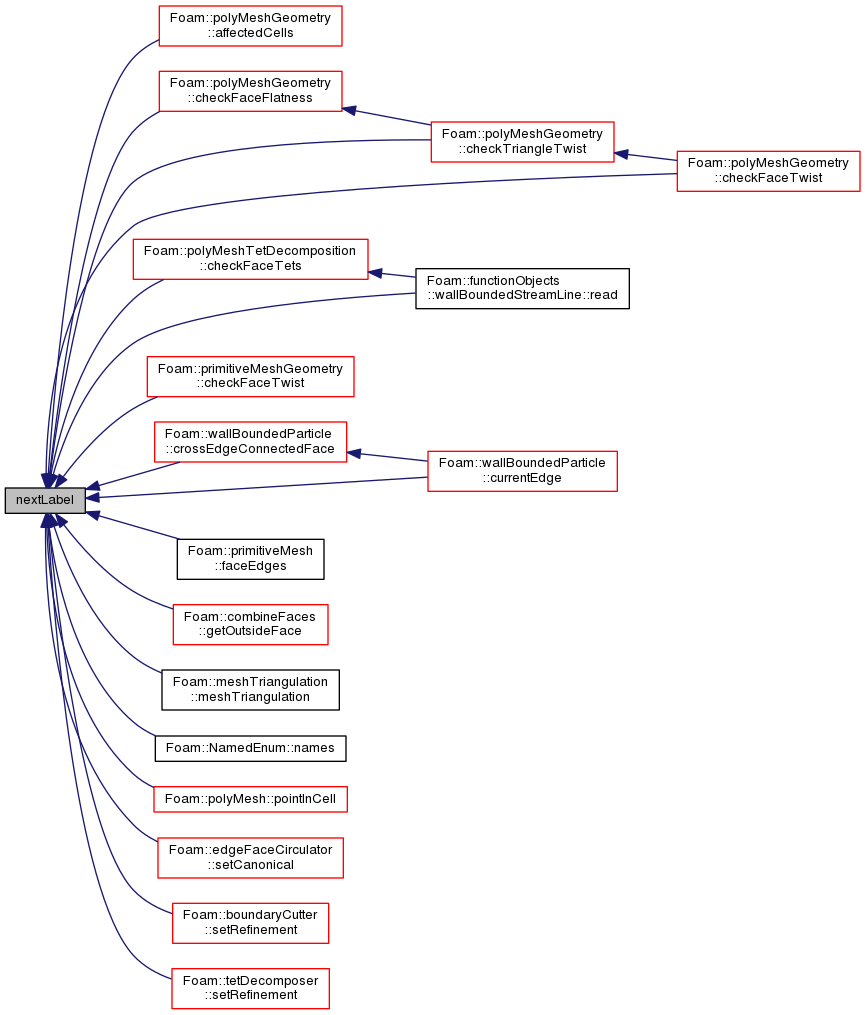 Foam::polyMeshGeometry
::affectedCells
Foam::polyMeshGeometry
::checkFaceFlatness
Foam::polyMeshGeometry
::checkTriangleTwist
Foam::polyMeshGeometry
::checkFaceTwist
Foam::polyMeshTetDecomposition
::checkFaceTets
Foam::functionObjects
::wallBoundedStreamLine::read
Foam::primitiveMeshGeometry
::checkFaceTwist
Foam::wallBoundedParticle
::crossEdgeConnectedFace
Foam::wallBoundedParticle
::currentEdge
nextLabel
Foam::primitiveMesh
::faceEdges
Foam::combineFaces
::getOutsideFace
Foam::meshTriangulation
::meshTriangulation
Foam::NamedEnum::names
Foam::polyMesh::pointInCell
Foam::edgeFaceCirculator
::setCanonical
Foam::boundaryCutter
::setRefinement
Foam::tetDecomposer
::setRefinement